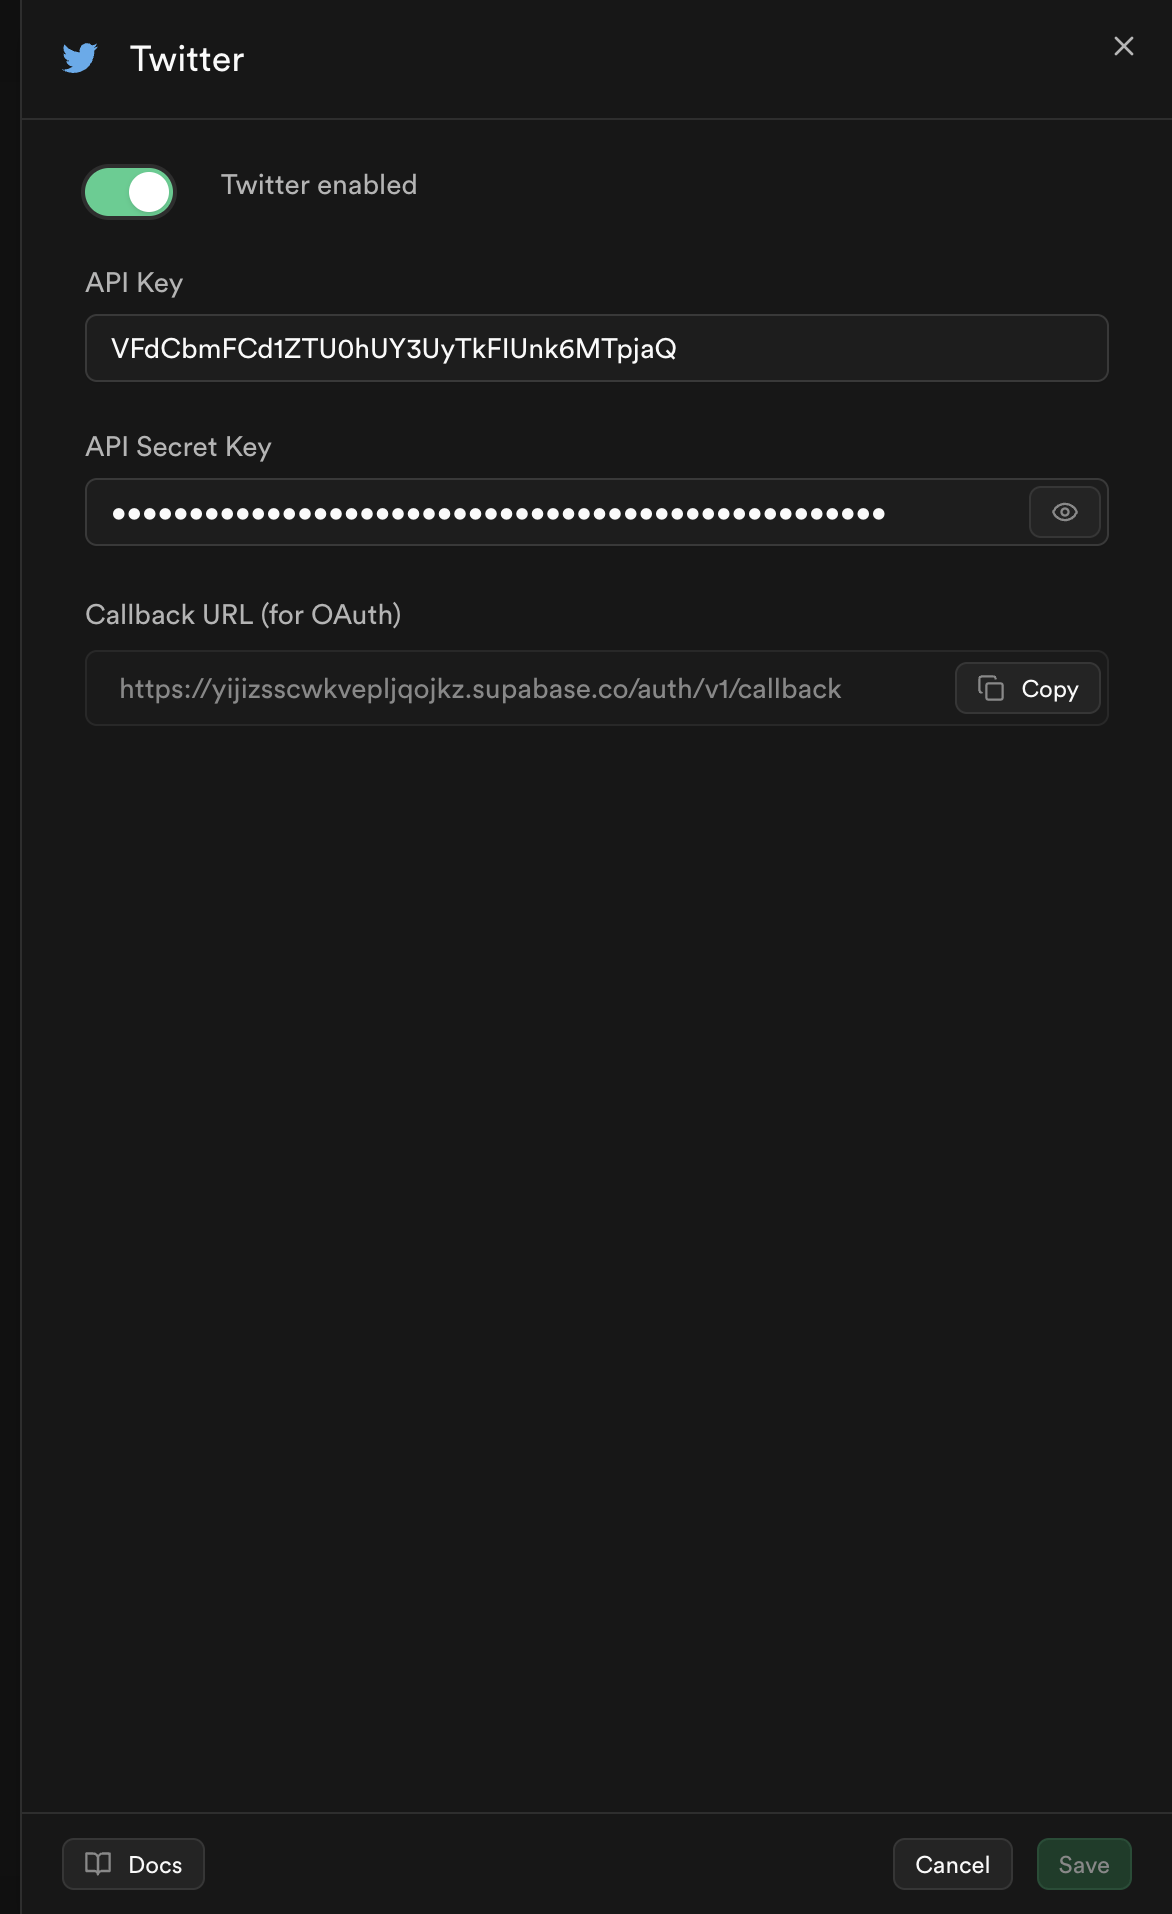 Twitter
Twitter enabled
API Key
VFdCbmFCd1ZTU0hUY3UyTkFIUnk6MTpjaQ
API Secret Key
Callback URL (for OAuth)
https://yijizsscwkvepljqojkz.supabase.co/auth/v1/callback
Copy
Docs
Cancel
Save